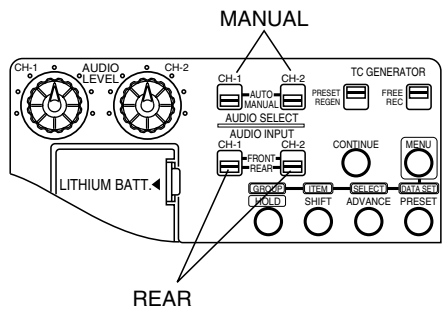 MANUAL
CH-1 AUDIO LEVEL CH-2
CH-1 CH-2 TC GENERATOR
AUTO MANUAL PRESET REGEN FREE REC
AUDIO SELECT
AUDIO INPUT
CH-1 CH-2 CONTINUE MENU
FRONT REAR
LITHIUM BATT.◀
GROUP ITEM SELECT DATA SET
HOLD SHIFT ADVANCE PRESET
REAR